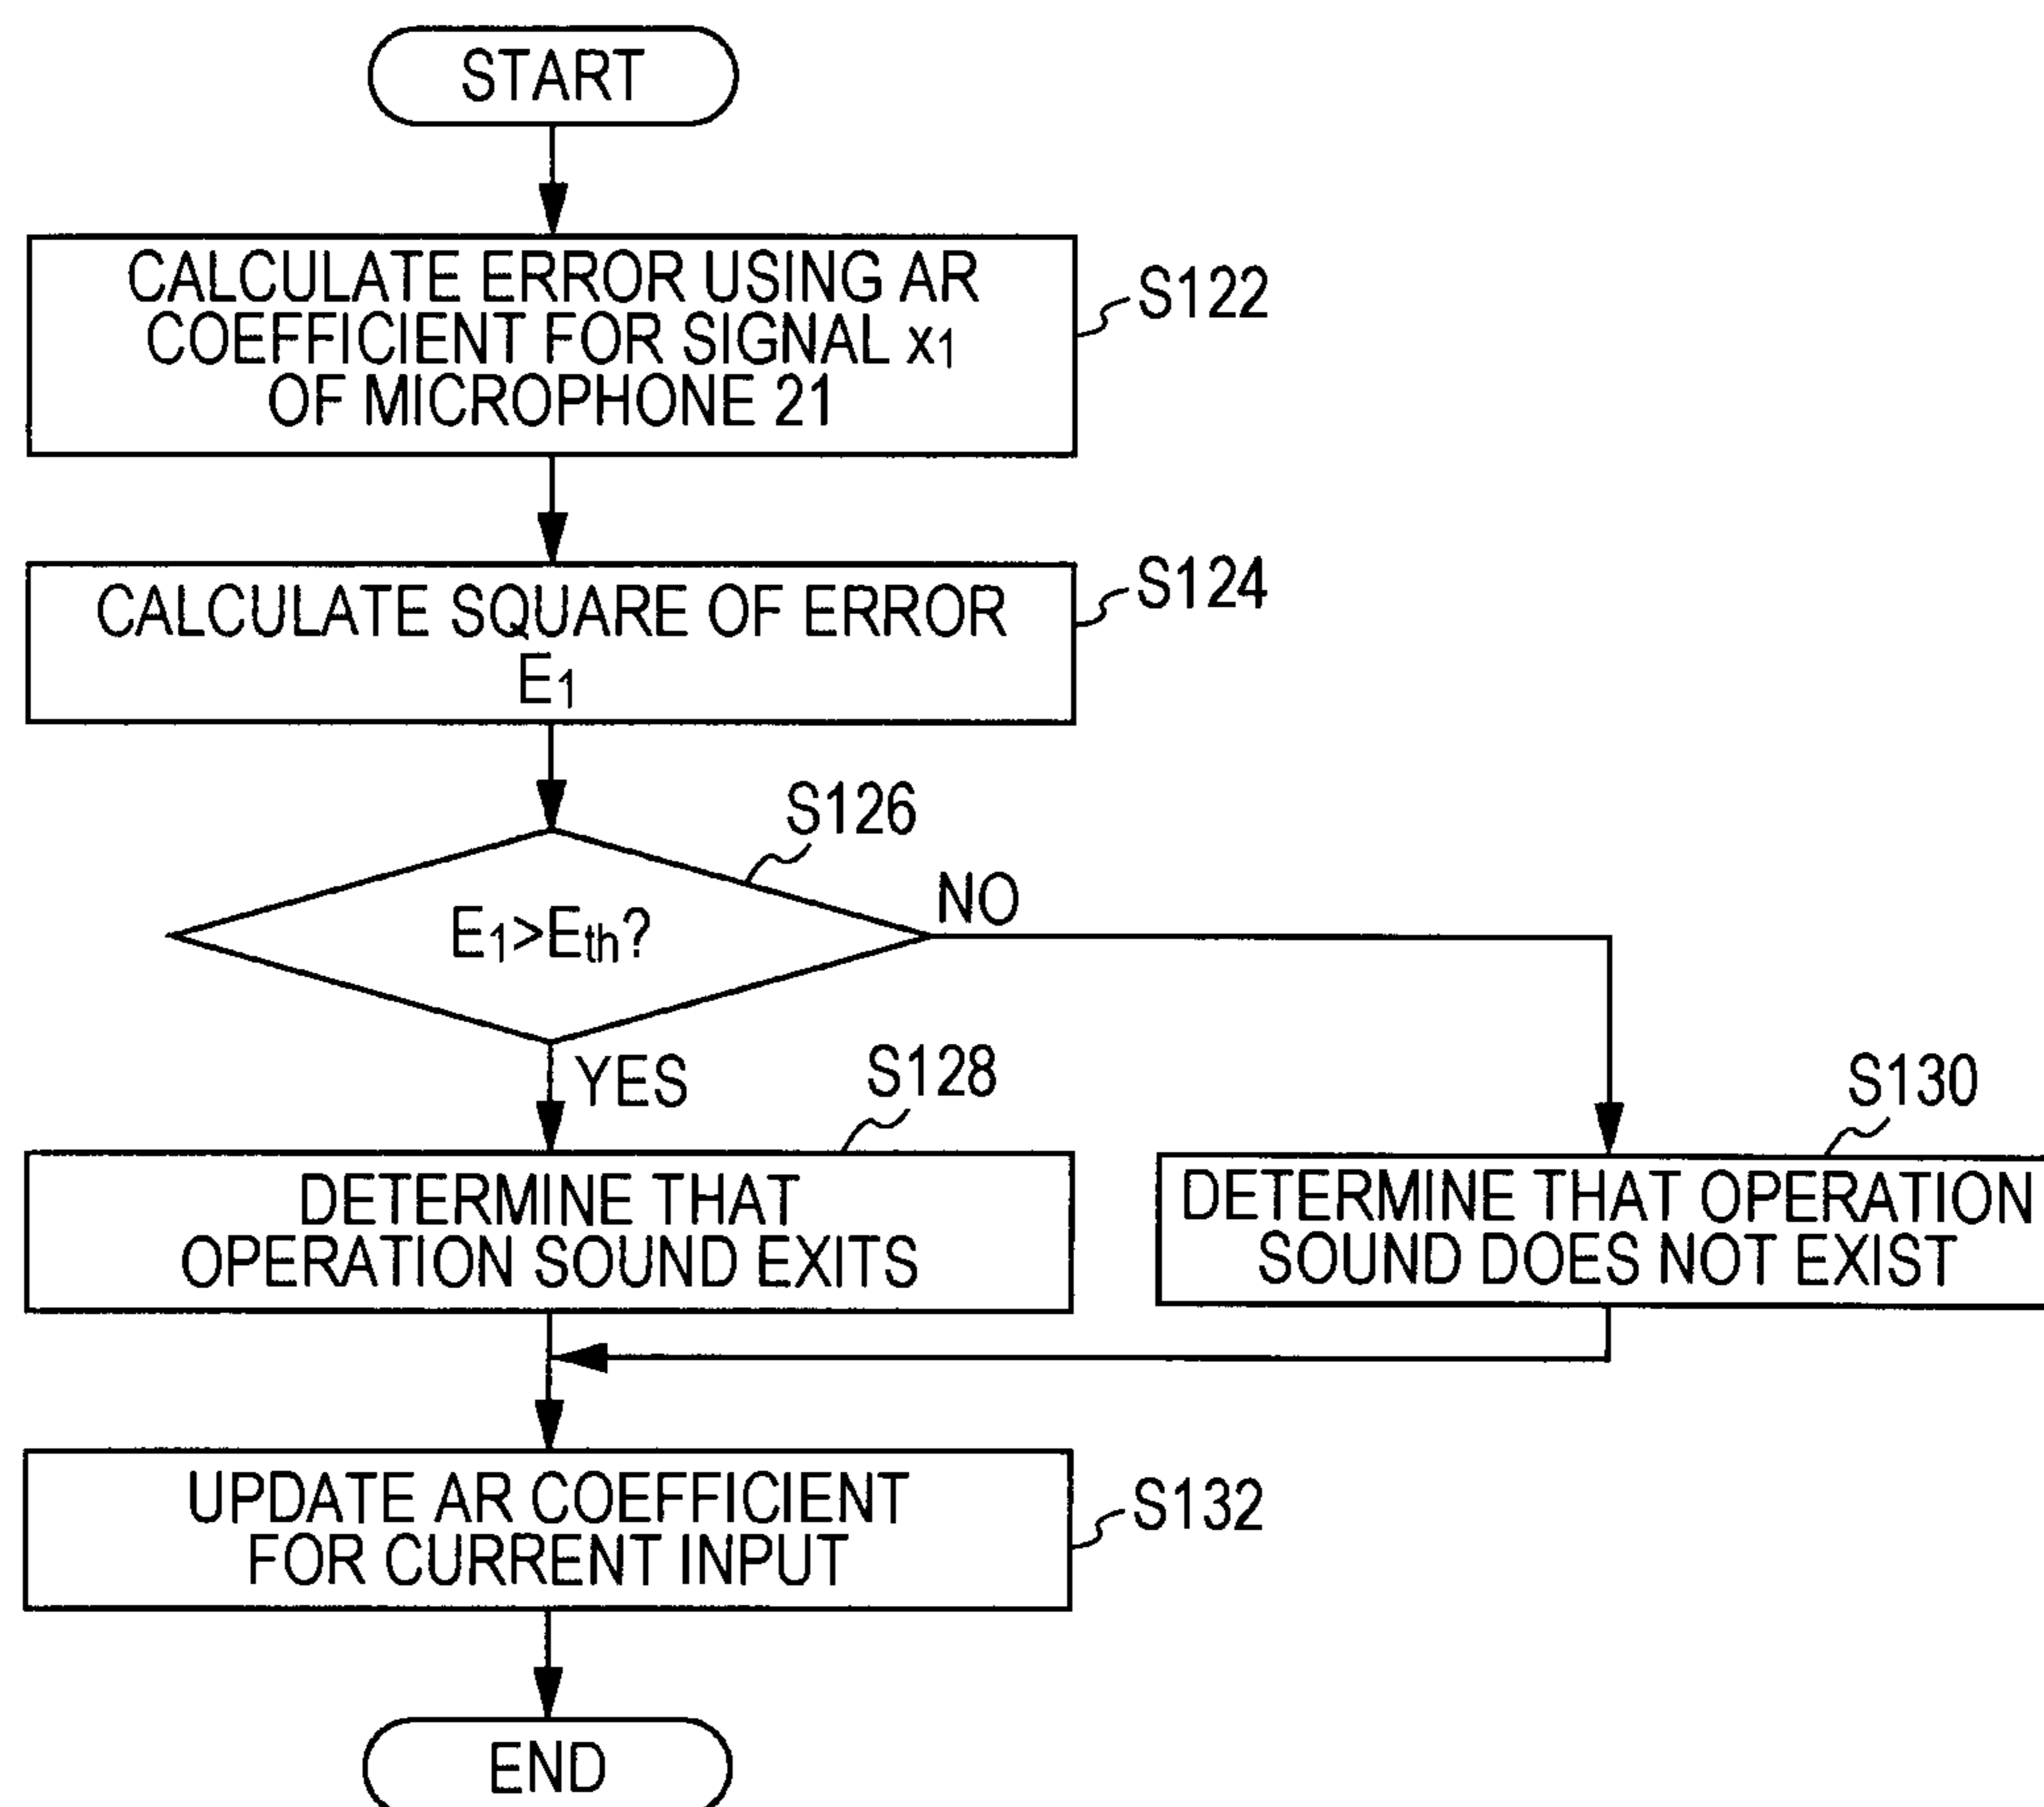 START
CALCULATE ERROR USING AR
COEFFICIENT FOR SIGNAL x1
OF MICROPHONE 21
S122
CALCULATE SQUARE OF ERROR
E1
S124
S126
E1>Eth?
NO
YES
S128
S130
DETERMINE THAT
OPERATION SOUND EXITS
DETERMINE THAT OPERATION
SOUND DOES NOT EXIST
UPDATE AR COEFFICIENT
FOR CURRENT INPUT
S132
END